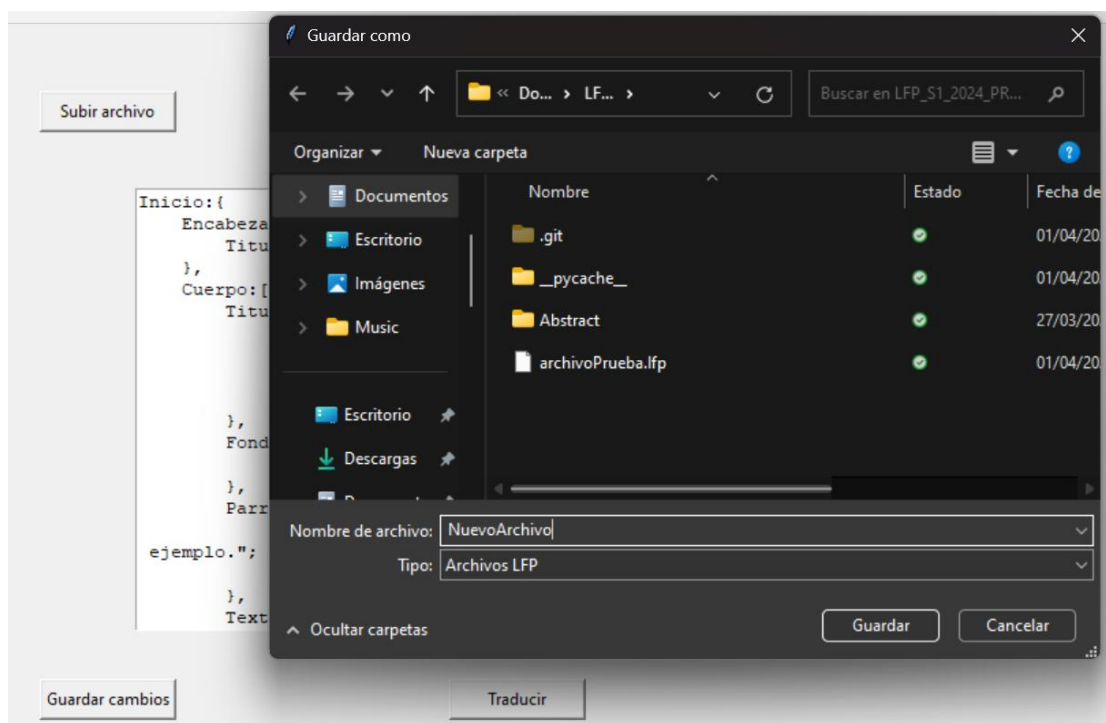 Guardar como
« Do... › LF... ›
Buscar en LFP_S1_2024_PR...
Subir archivo
Organizar
Nueva carpeta
Documentos
Escritorio
Imágenes
Music
Escritorio
Descargas
Nombre
Estado
Fecha de
.git
01/04/20
__pycache__
01/04/20
Abstract
27/03/20
archivoPrueba.lfp
01/04/20
Inicio:{
Encabeza
Titu
},
Cuerpo:[
Titu
},
Fond
},
Parr
ejemplo.";
},
Text
Nombre de archivo: NuevoArchivo
Tipo: Archivos LFP
Ocultar carpetas
Guardar
Cancelar
Guardar cambios
Traducir